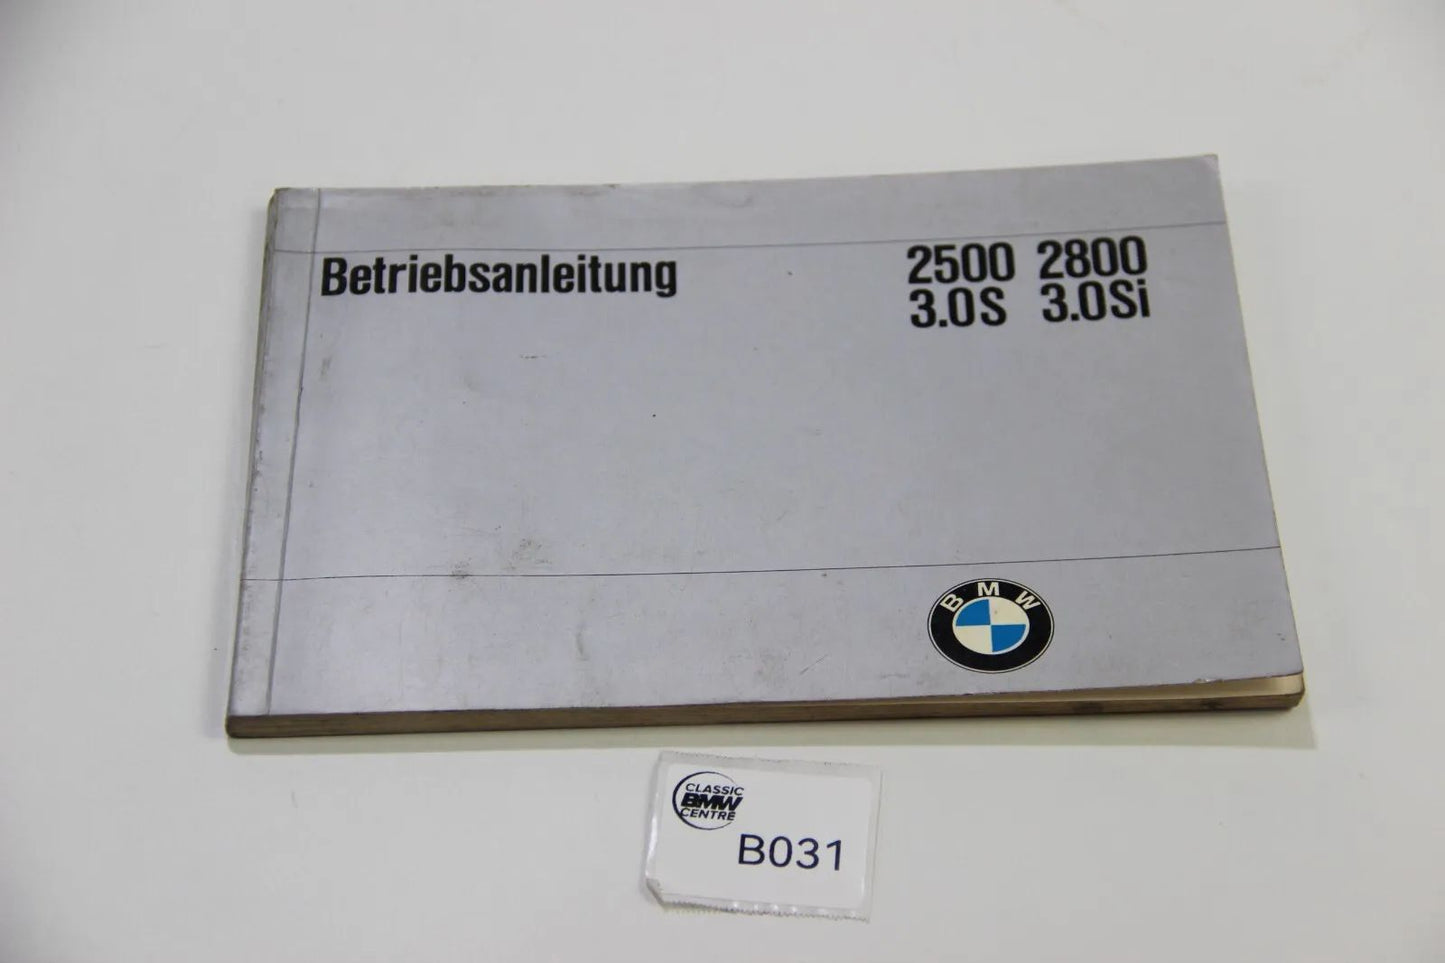 Betriebsanleitung
2500 2800
3.0S 3.0Si
BMW
CLASSIC
BMW
CENTRE
B031